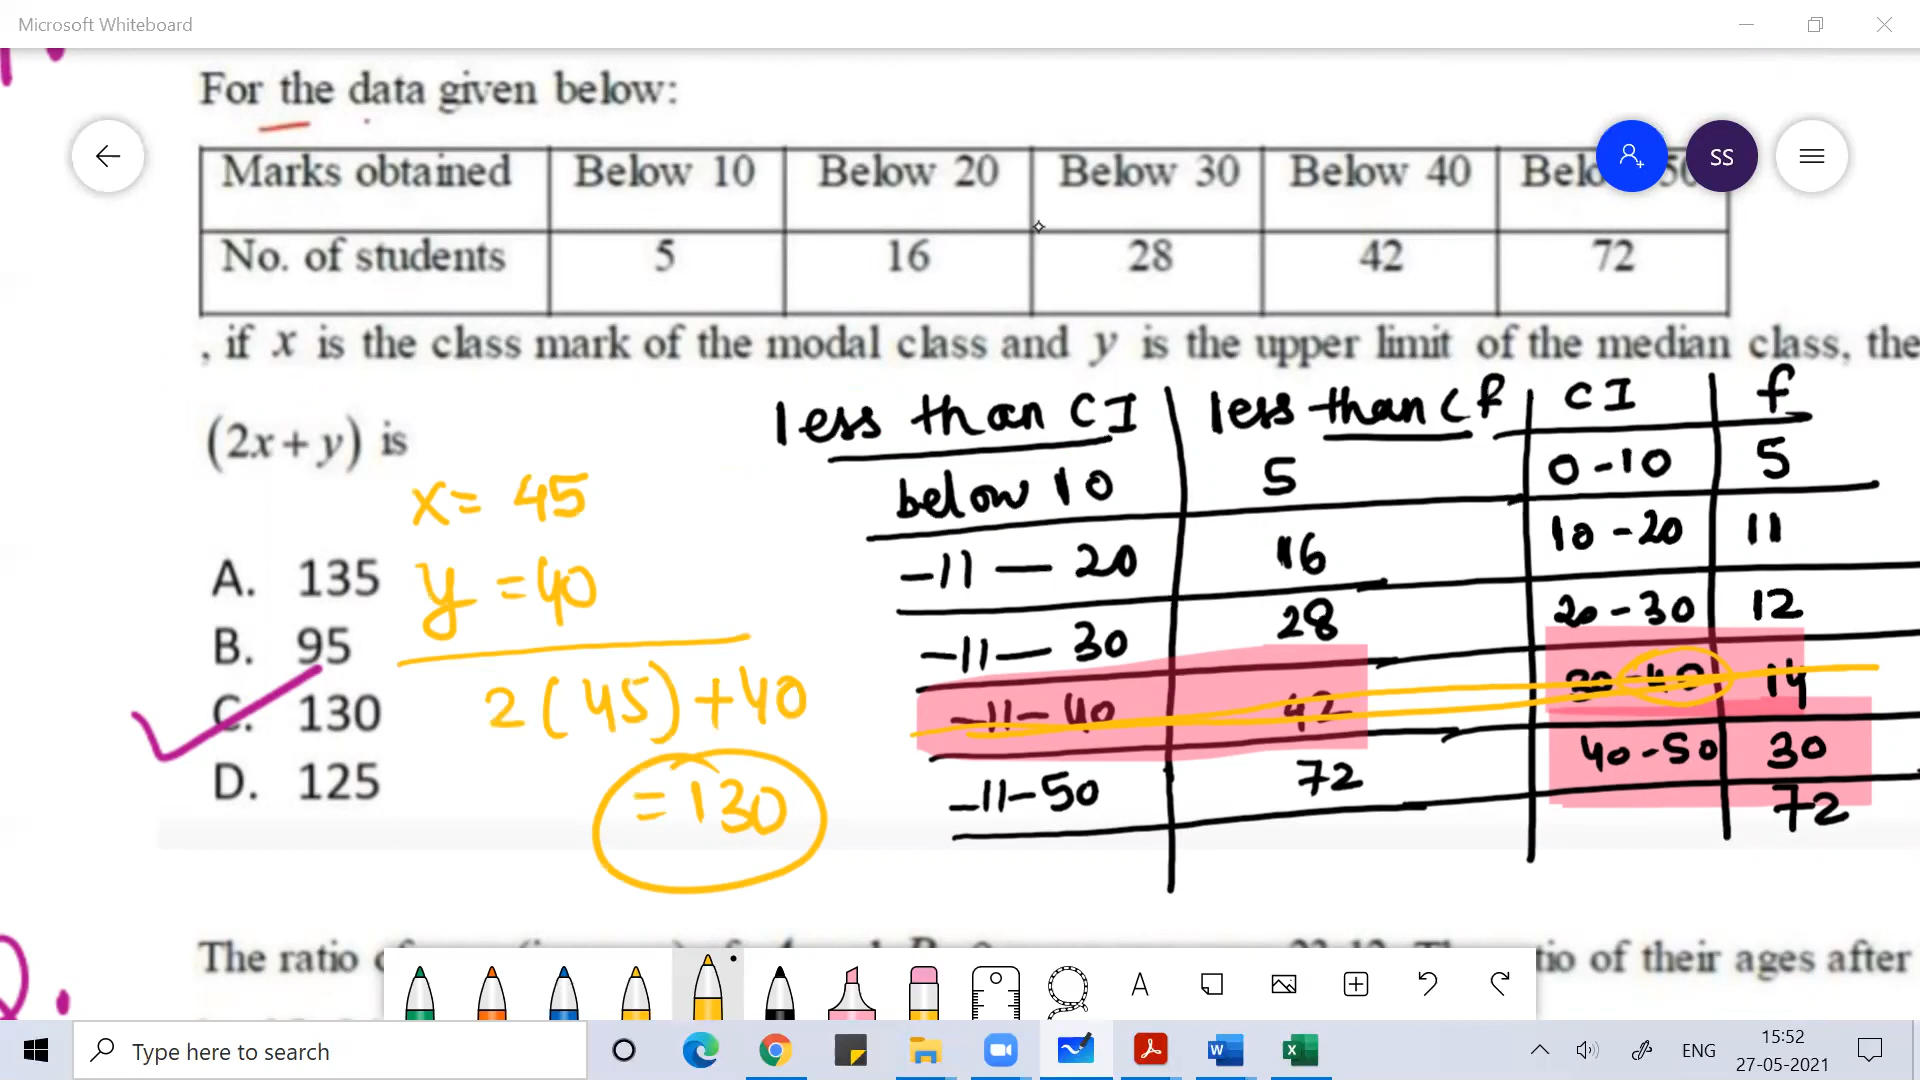 Microsoft Whiteboard
For the data given below:
Marks obtained Below 10 Below 20 Below 30 Below 40
No. of students 5 16 28 42 72
SS
, if x is the class mark of the modal class and y is the upper limit of the median class, the
(2x+y) is
A. 135
B. 95
C. 130
D. 125
x= 45
y =40
2(45)+40
=130
less than CI less than CF CI f
below 10 5 0-10 5
-11- 20 16 10-20 11
-11- 30 28 20-30 12
-11-40 42 30-40 14
-11-50 72 40-50 30
72
The ratio
tio of their ages after
A
Type here to search
ENG
15:52
27-05-2021